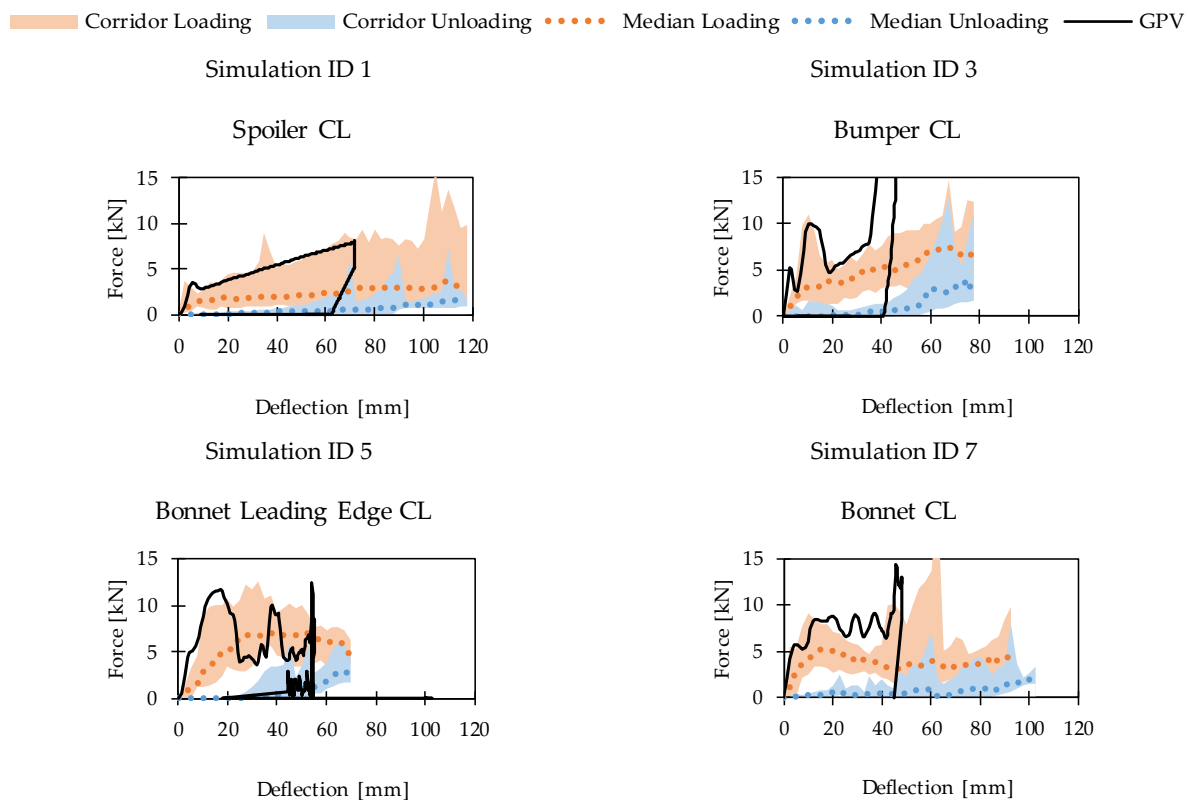 Corridor Loading Corridor Unloading Median Loading Median Unloading GPV
Simulation ID 1
Spoiler CL
Force [kN]
15
10
5
0
0 20 40 60 80 100 120
Deflection [mm]
Simulation ID 3
Bumper CL
Force [kN]
15
10
5
0
0 20 40 60 80 100 120
Deflection [mm]
Simulation ID 5
Bonnet Leading Edge CL
Force [kN]
15
10
5
0
0 20 40 60 80 100 120
Deflection [mm]
Simulation ID 7
Bonnet CL
Force [kN]
15
10
5
0
0 20 40 60 80 100 120
Deflection [mm]